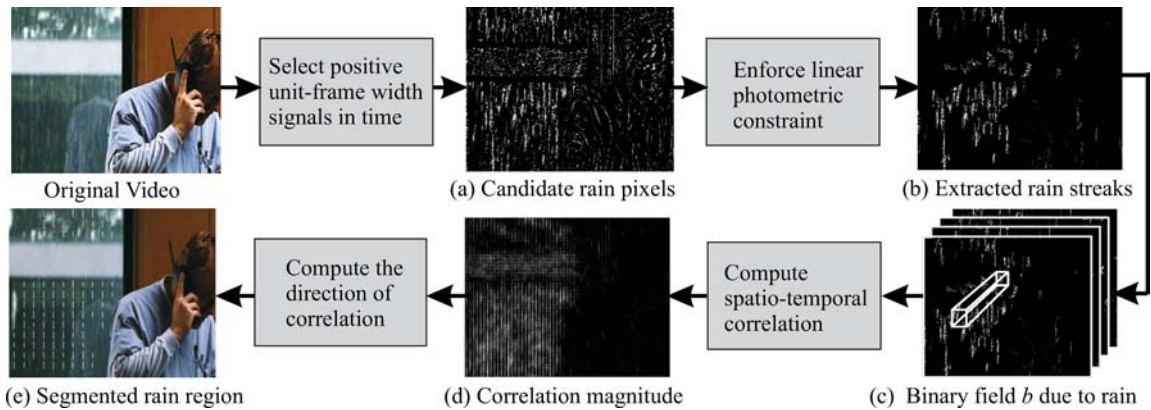 Select positive
unit-frame width
signals in time
Enforce linear
photometric
constraint
Original Video
(a) Candidate rain pixels
(b) Extracted rain streaks
Compute the
direction of
correlation
Compute
spatio-temporal
correlation
(e) Segmented rain region
(d) Correlation magnitude
(c) Binary field b due to rain